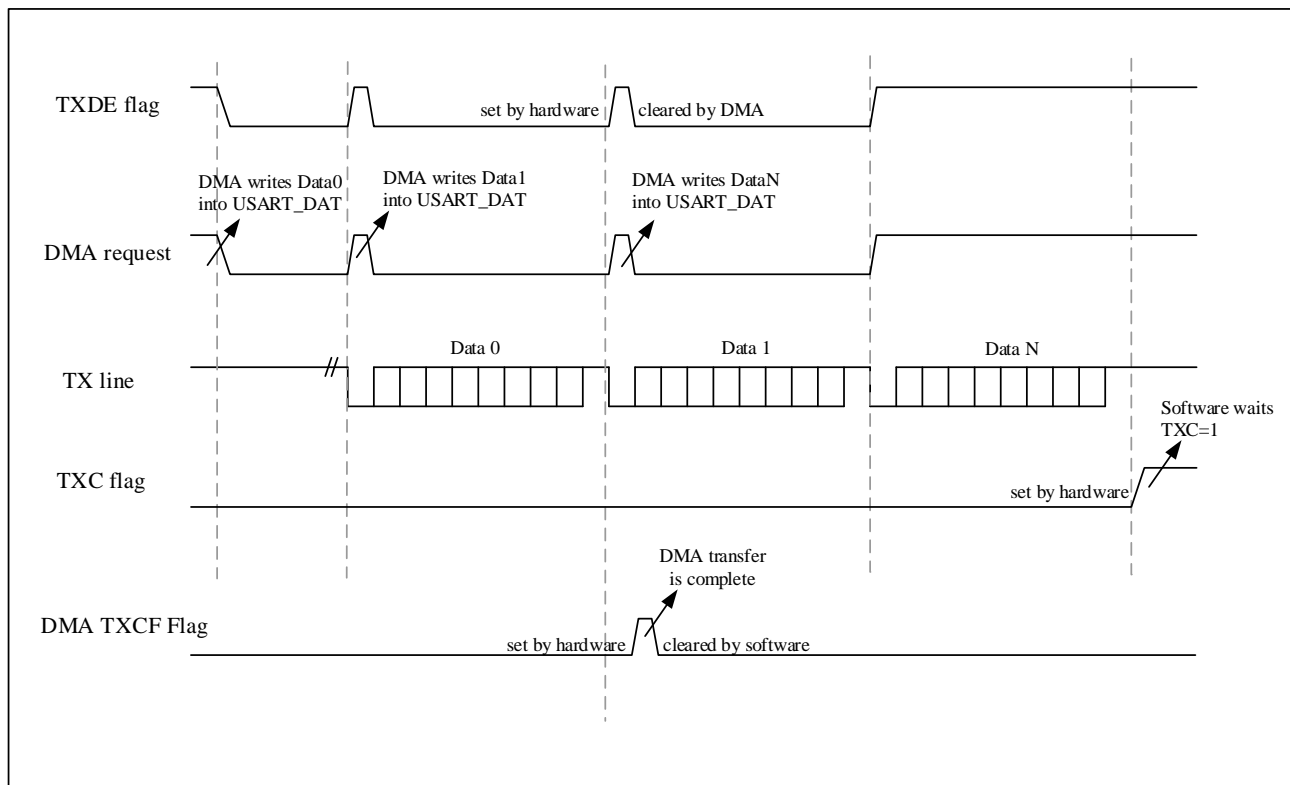 TXDE flag
set by hardware
cleared by DMA
DMA writes Data0
into USART_DAT
DMA writes Data1
into USART_DAT
DMA writes DataN
into USART_DAT
DMA request
Data 0
Data 1
Data N
TX line
Software waits
TXC=1
TXC flag
set by hardware
DMA transfer
is complete
DMA TXCF Flag
set by hardware
cleared by software